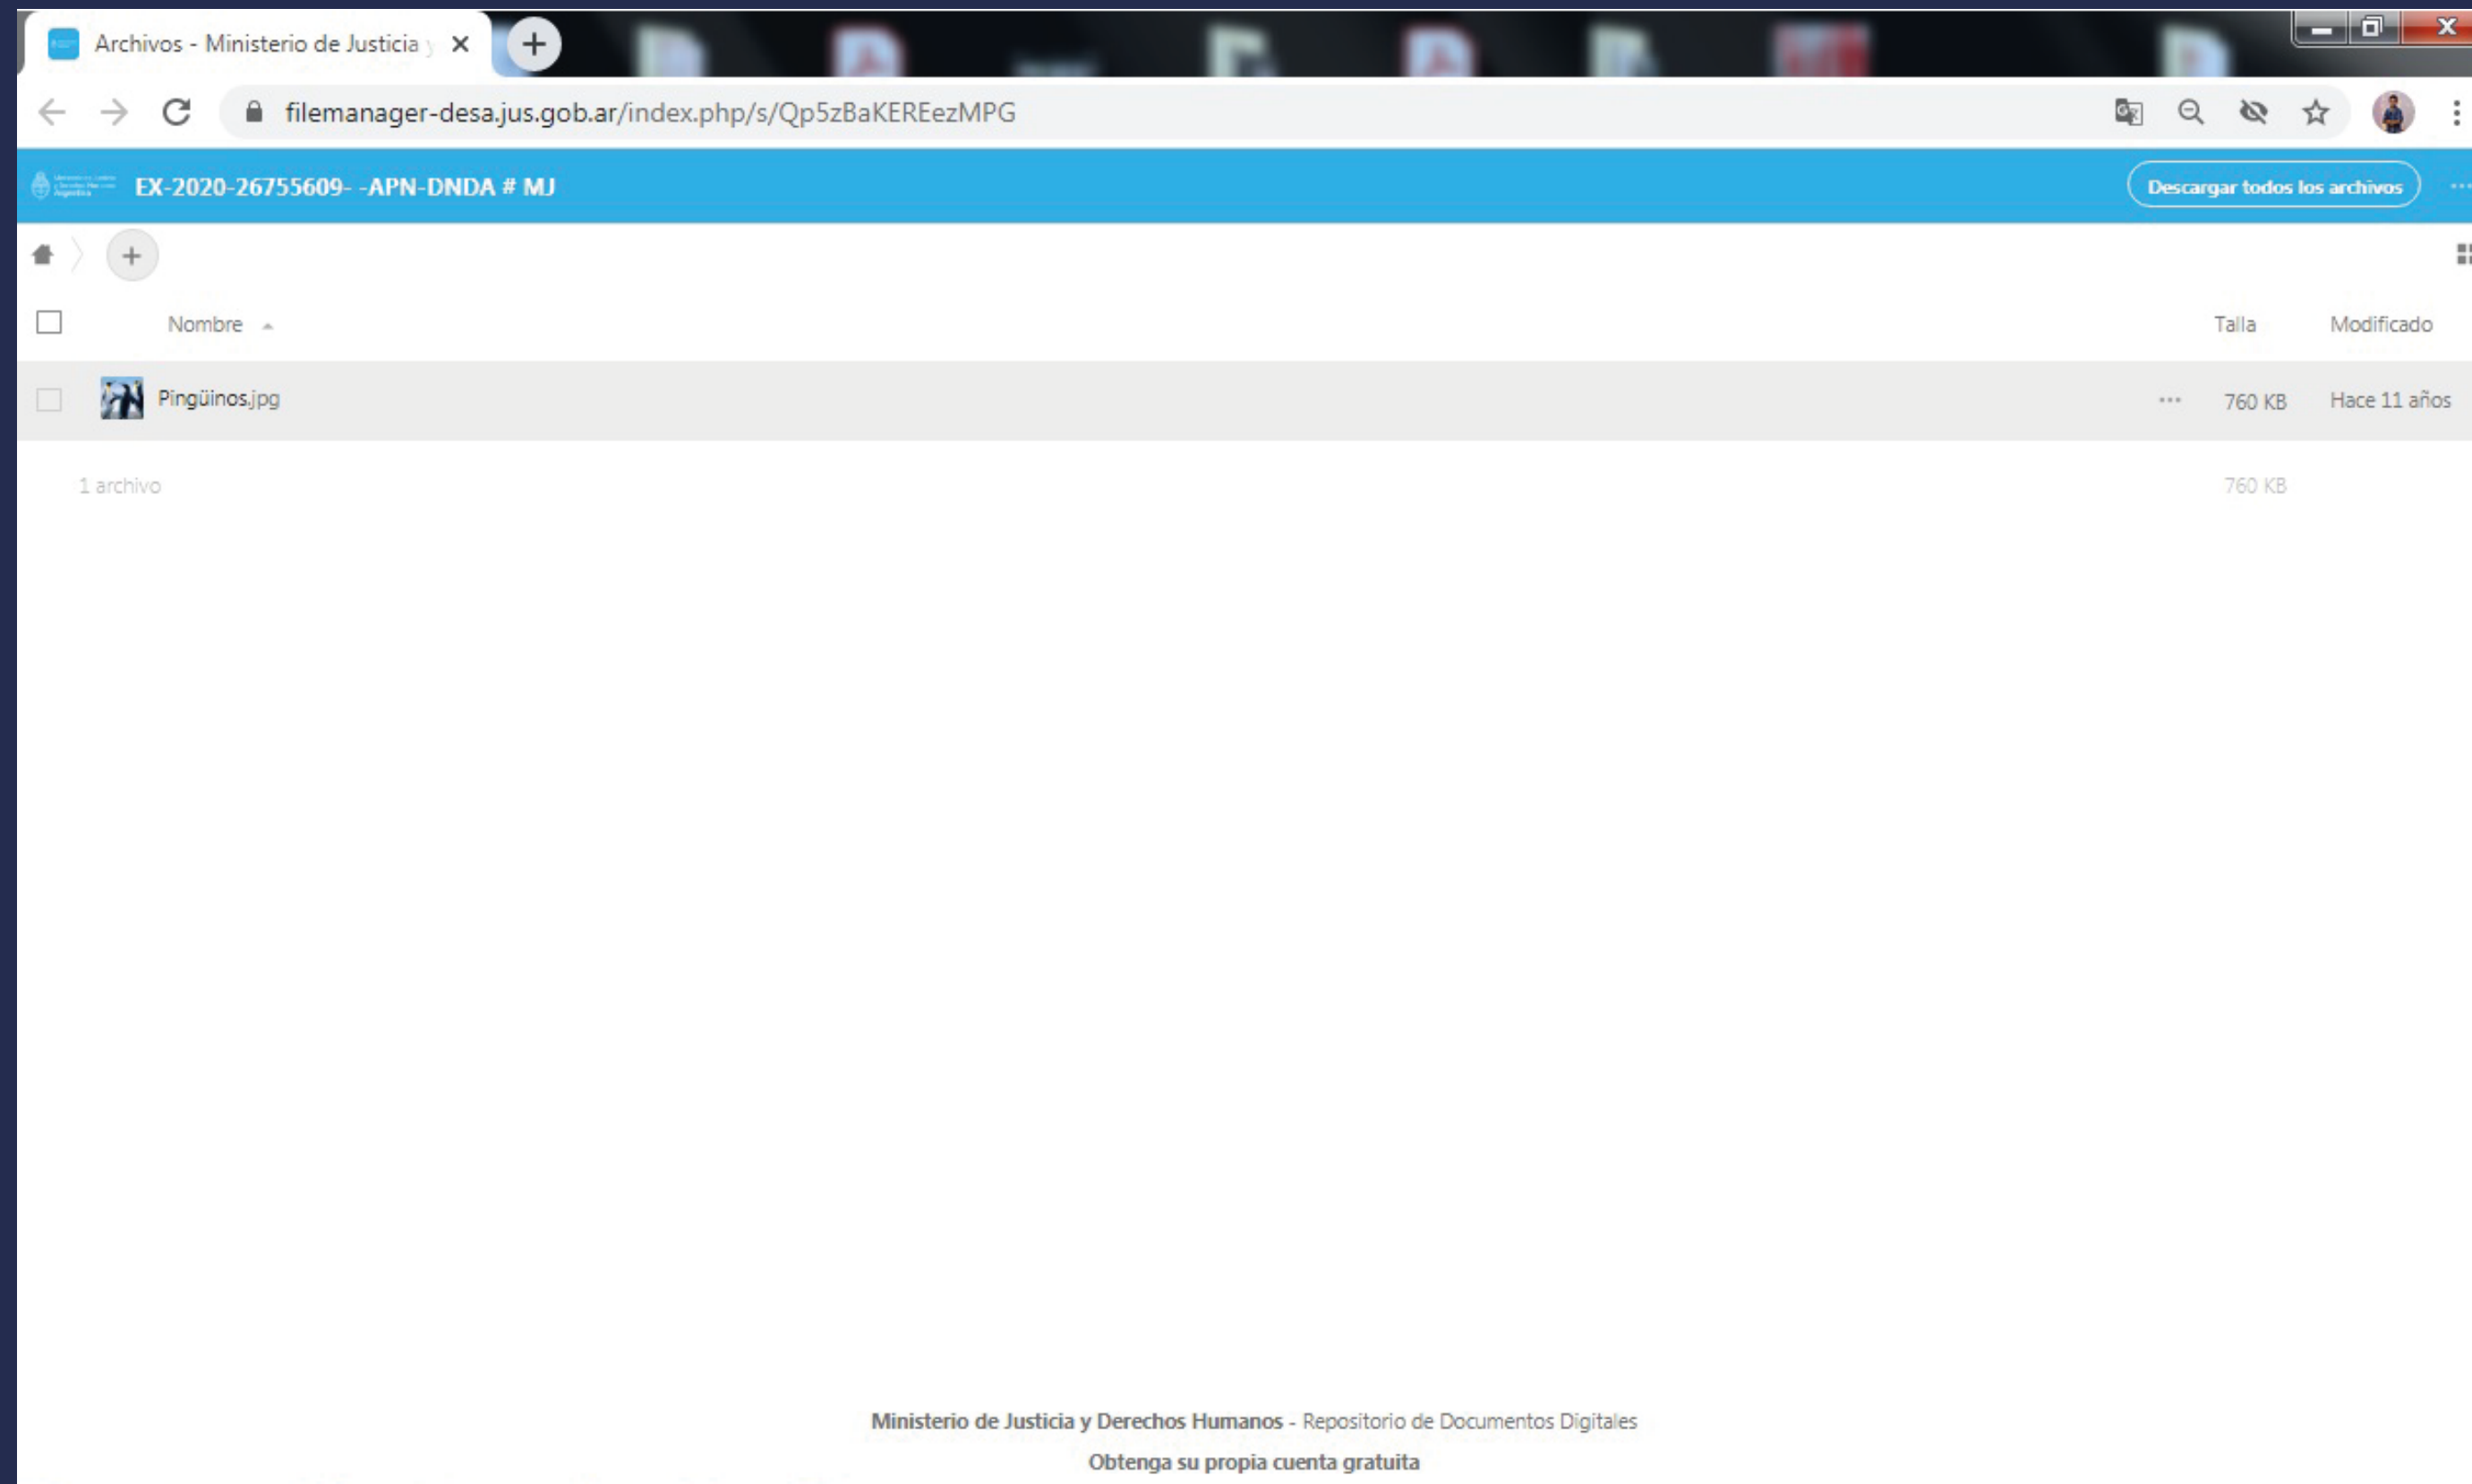 Archivos - Ministerio de Justicia y
filemanager-desa.jus.gob.ar/index.php/s/Qp5zBaKEREezMPG
EX-2020-26755609- -APN-DNDA # MJ
Descargar todos los archivos
Nombre
Talla
Modificado
Pingüinos.jpg
760 KB
Hace 11 años
1 archivo
760 KB
Ministerio de Justicia y Derechos Humanos - Repositorio de Documentos Digitales
Obtenga su propia cuenta gratuita